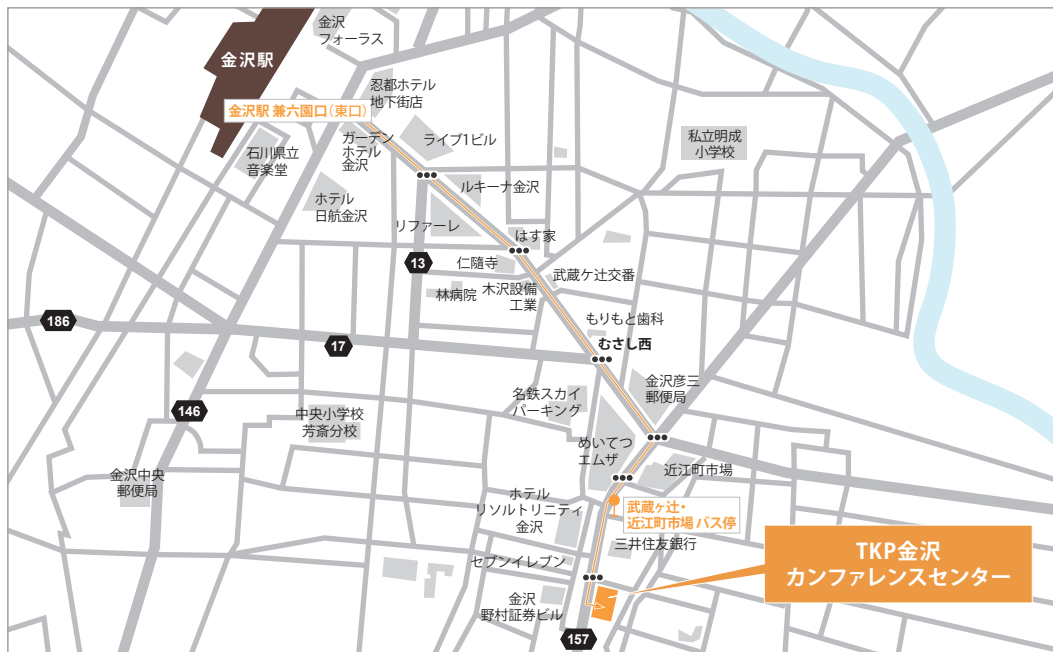 金沢
フォーラス
金沢駅
忍都ホテル
地下街店
金沢駅 兼六園口(東口)
ガーデン
ホテル
金沢
ライブ1ビル
私立明成
小学校
石川県立
音楽堂
ルキーナ金沢
ホテル
日航金沢
リファーレ
はす家
13
仁隨寺
武蔵ケ辻交番
林病院
木沢設備
工業
186
もりもと歯科
17
むさし西
金沢彦三
郵便局
名鉄スカイ
パーキング
146
中央小学校
芳斎分校
めいてつ
エムザ
近江町市場
金沢中央
郵便局
ホテル
リソルトリニティ
金沢
武蔵ヶ辻・
近江町市場 バス停
三井住友銀行
TKP金沢
カンファレンスセンター
セブンイレブン
金沢
野村証券ビル
157